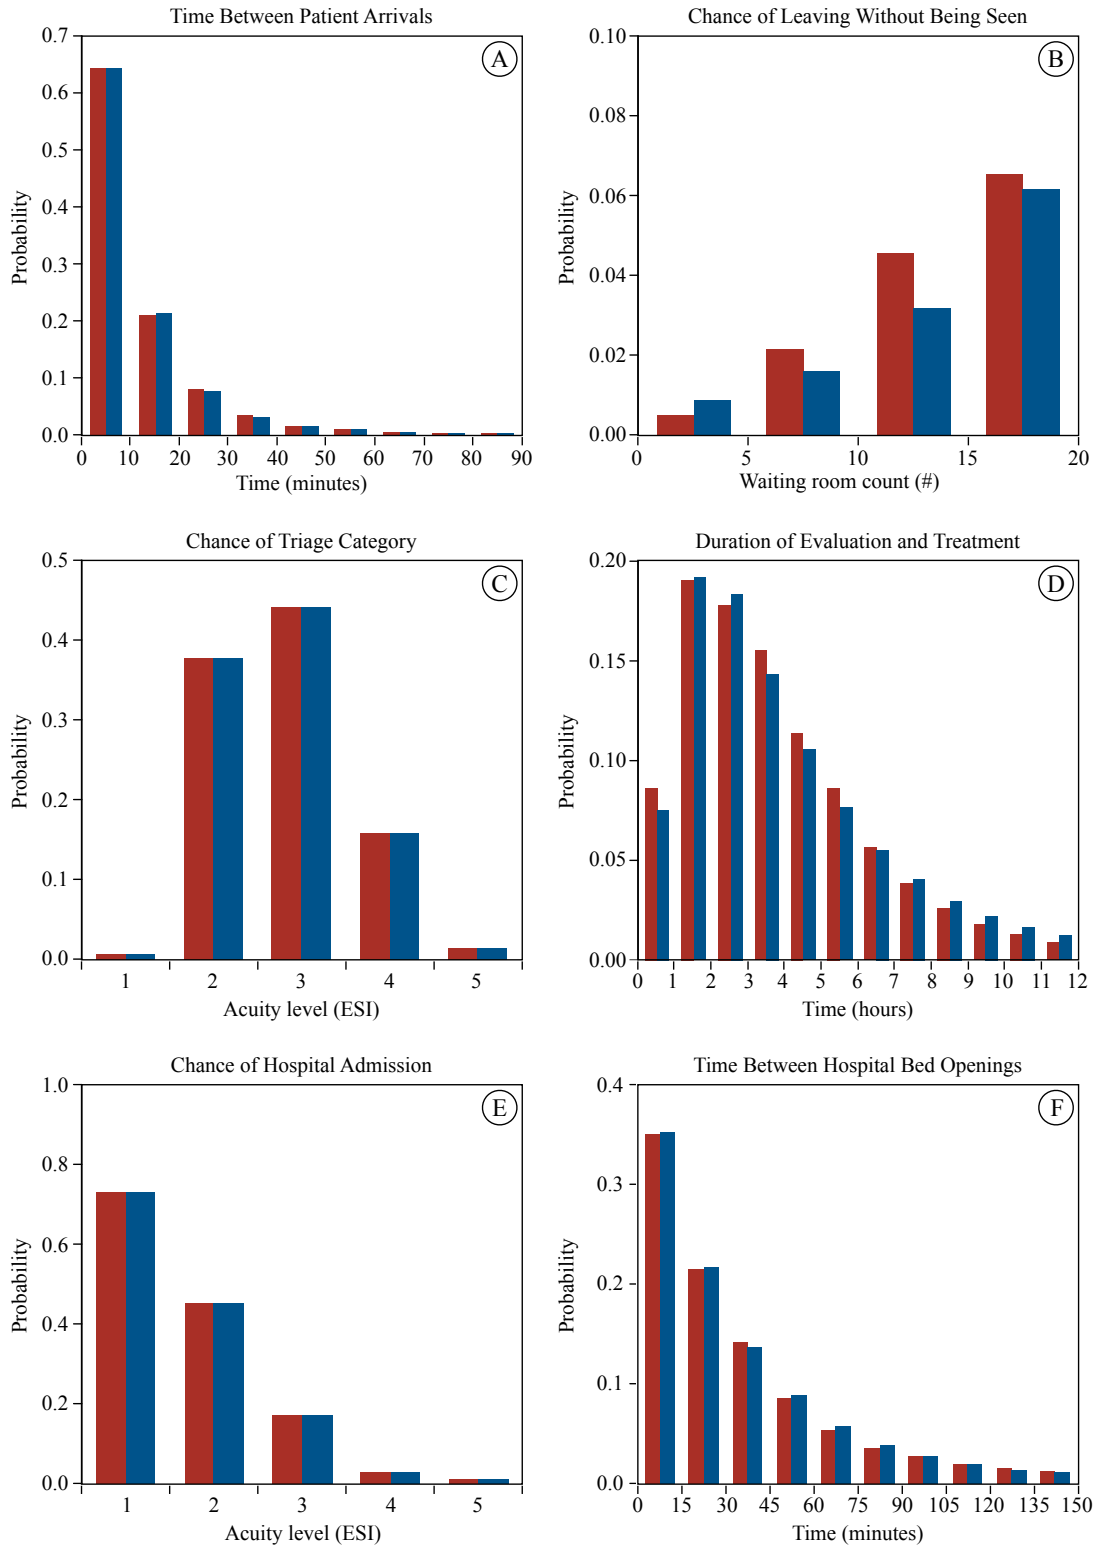 Time Between Patient Arrivals
A
0.7
0.6
0.5
0.4
0.3
0.2
0.1
0.0
Probability
0 10 20 30 40 50 60 70 80 90
Time (minutes)
Chance of Leaving Without Being Seen
B
0.10
0.08
0.06
0.04
0.02
0.00
Probability
0 5 10 15 20
Waiting room count (#)
Chance of Triage Category
C
0.5
0.4
0.3
0.2
0.1
0.0
Probability
1 2 3 4 5
Acuity level (ESI)
Duration of Evaluation and Treatment
D
0.20
0.15
0.10
0.05
0.00
Probability
0 1 2 3 4 5 6 7 8 9 10 11 12
Time (hours)
Chance of Hospital Admission
E
1.0
0.8
0.6
0.4
0.2
0.0
Probability
1 2 3 4 5
Acuity level (ESI)
Time Between Hospital Bed Openings
F
0.4
0.3
0.2
0.1
0.0
Probability
0 15 30 45 60 75 90 105 120 135 150
Time (minutes)